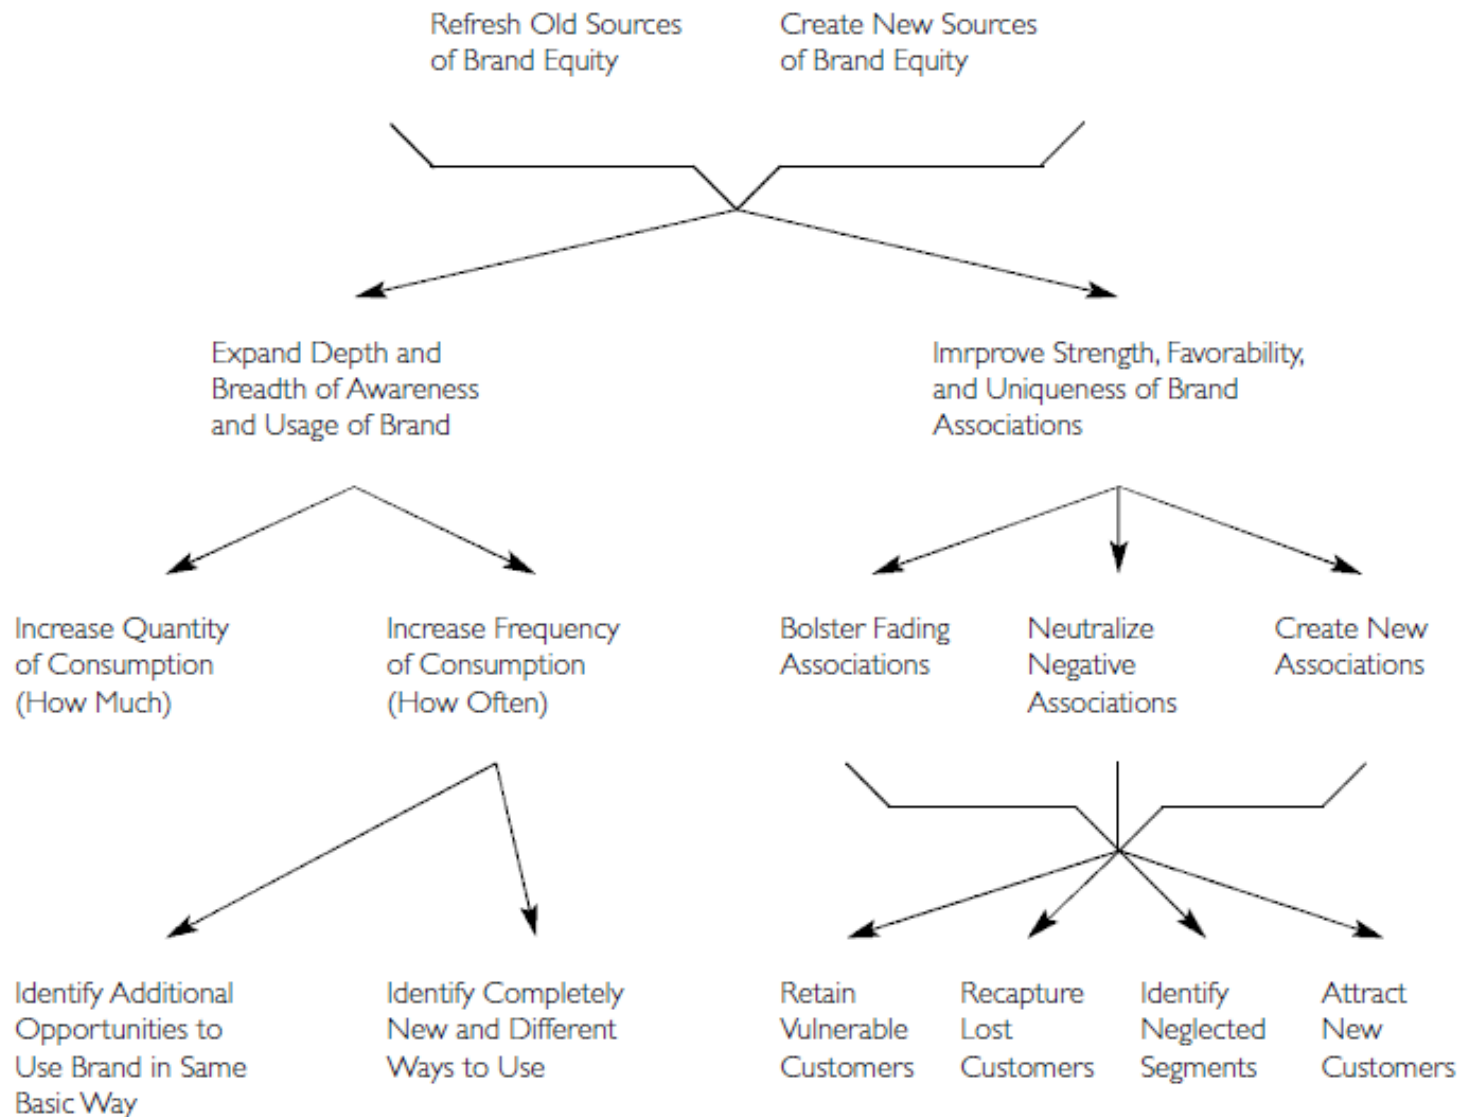 Refresh Old Sources
of Brand Equity
Create New Sources
of Brand Equity
Expand Depth and
Breadth of Awareness
and Usage of Brand
Imrprove Strength, Favorability,
and Uniqueness of Brand
Associations
Increase Quantity
of Consumption
(How Much)
Increase Frequency
of Consumption
(How Often)
Bolster Fading
Associations
Neutralize
Negative
Associations
Create New
Associations
Identify Additional
Opportunities to
Use Brand in Same
Basic Way
Identify Completely
New and Different
Ways to Use
Retain
Vulnerable
Customers
Recapture
Lost
Customers
Identify
Neglected
Segments
Attract
New
Customers